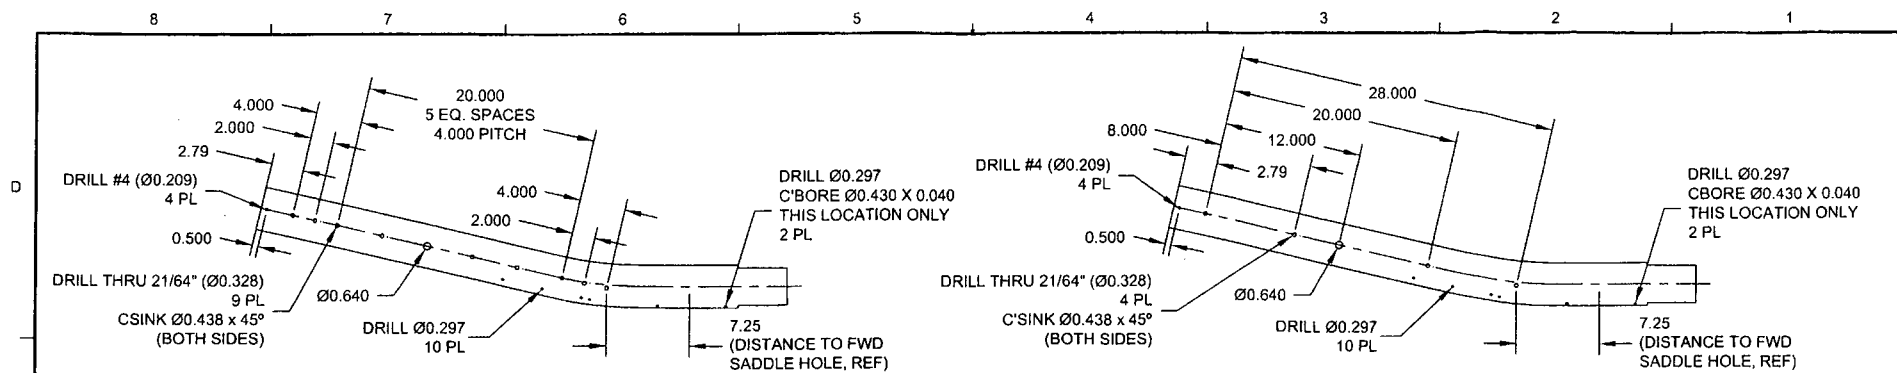 8 7 6 5 4 3 2 1
D
20.000
5 EQ. SPACES
4.000 PITCH
4.000
2.000
2.79
DRILL #4 (Ø0.209)
4 PL
0.500
DRILL THRU 21/64" (Ø0.328)
9 PL
CSINK Ø0.438 x 45º
(BOTH SIDES)
Ø0.640
DRILL Ø0.297
10 PL
4.000
2.000
DRILL Ø0.297
C'BORE Ø0.430 X 0.040
THIS LOCATION ONLY
2 PL
7.25
(DISTANCE TO FWD
SADDLE HOLE, REF)
28.000
20.000
12.000
8.000
2.79
DRILL #4 (Ø0.209)
4 PL
0.500
DRILL THRU 21/64" (Ø0.328)
4 PL
C'SINK Ø0.438 x 45º
(BOTH SIDES)
Ø0.640
DRILL Ø0.297
10 PL
DRILL Ø0.297
CBORE Ø0.430 X 0.040
THIS LOCATION ONLY
2 PL
7.25
(DISTANCE TO FWD
SADDLE HOLE, REF)